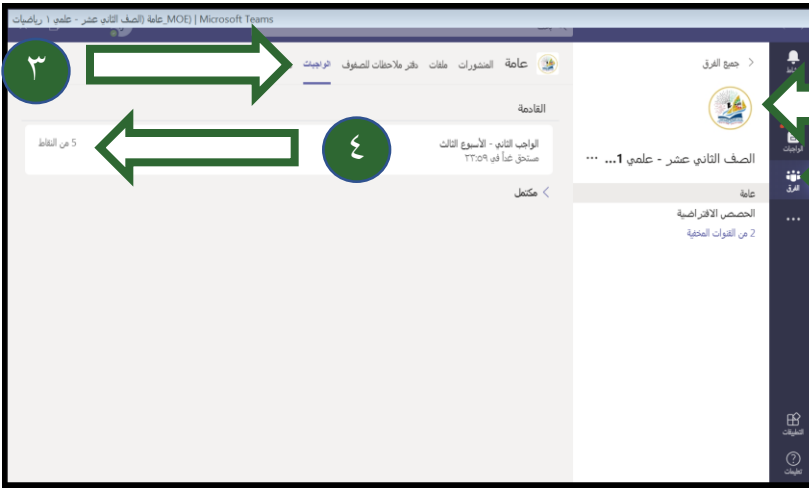 عامة (الصف الثاني عشر - علمي ١ رياضيات_MOE) | Microsoft Teams
جميع الفرق
الصف الثاني عشر - علمي 1... ...
عامة
الحصص الافتراضية
2 من القنوات المخفية
الواجبات
الفرق
...
التطبيقات
تعليمات
عامة المنشورات ملفات دفتر ملاحظات للصفوف الواجبات
٣
القادمة
الواجب الثاني - الأسبوع الثالث
مستحق غداً في ٢٣:٥٩
5 من النقاط
٤
مكتمل